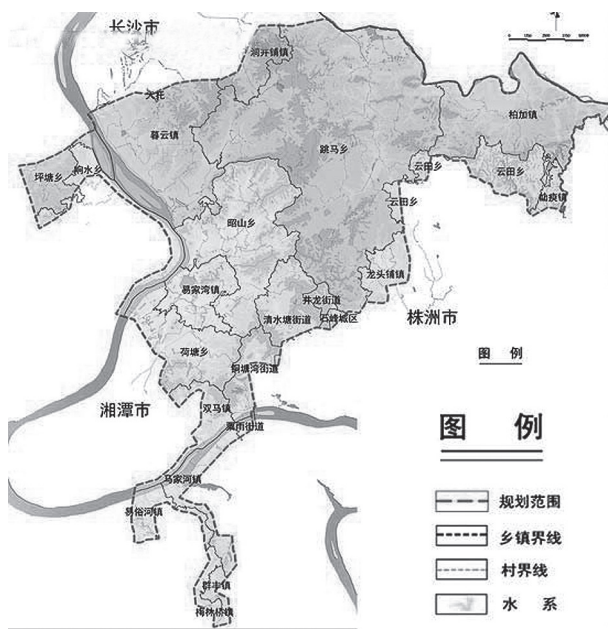 长沙市
洞井铺镇
大托
暮云镇
跳马乡
柏加镇
坪塘乡
响水乡
云田乡
云田乡
仙庾镇
云田乡
昭山乡
龙头铺镇
易家湾镇
井龙街道
清水塘街道
石峰城区
株洲市
荷塘乡
铜塘湾街道
图 例
湘潭市
双马镇
栗雨街道
图 例
马家河镇
规划范围
易俗河镇
乡镇界线
村界线
群丰镇
水 系
梅林桥镇